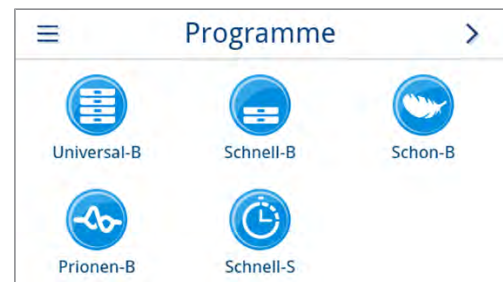 Programme
Universal-B
Schnell-B
Schon-B
Prionen-B
Schnell-S